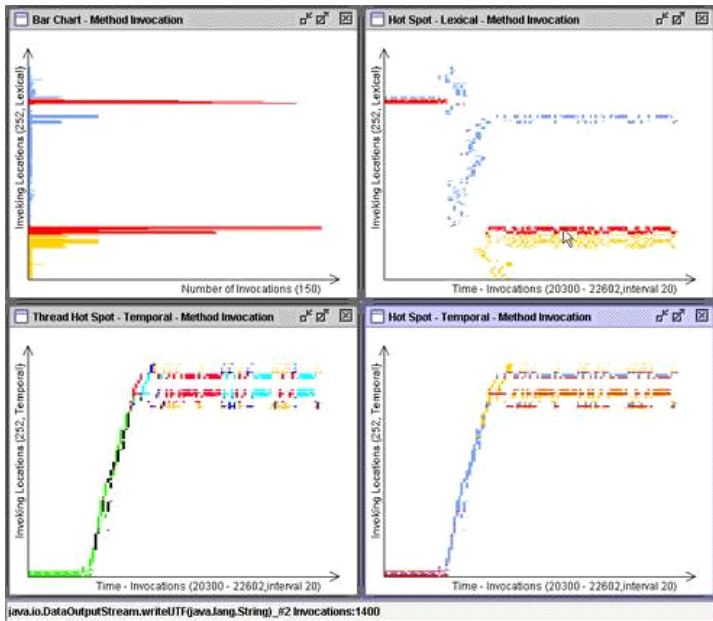 Bar Chart - Method Invocation
Invoking Locations (252, Lexical)
Number of Invocations (150)
Hot Spot - Lexical - Method Invocation
Invoking Locations (252, Lexical)
Time - Invocations (20300 - 22602,interval 20)
Thread Hot Spot - Temporal - Method Invocation
Invoking Locations (252, Temporal)
Time - Invocations (20300 - 22602,interval 20)
Hot Spot - Temporal - Method Invocation
Invoking Locations (252, Temporal)
Time - Invocations (20300 - 22602,interval 20)
java.io.DataOutputStream.writeUTF(java.lang.String)_#2 Invocations:1400